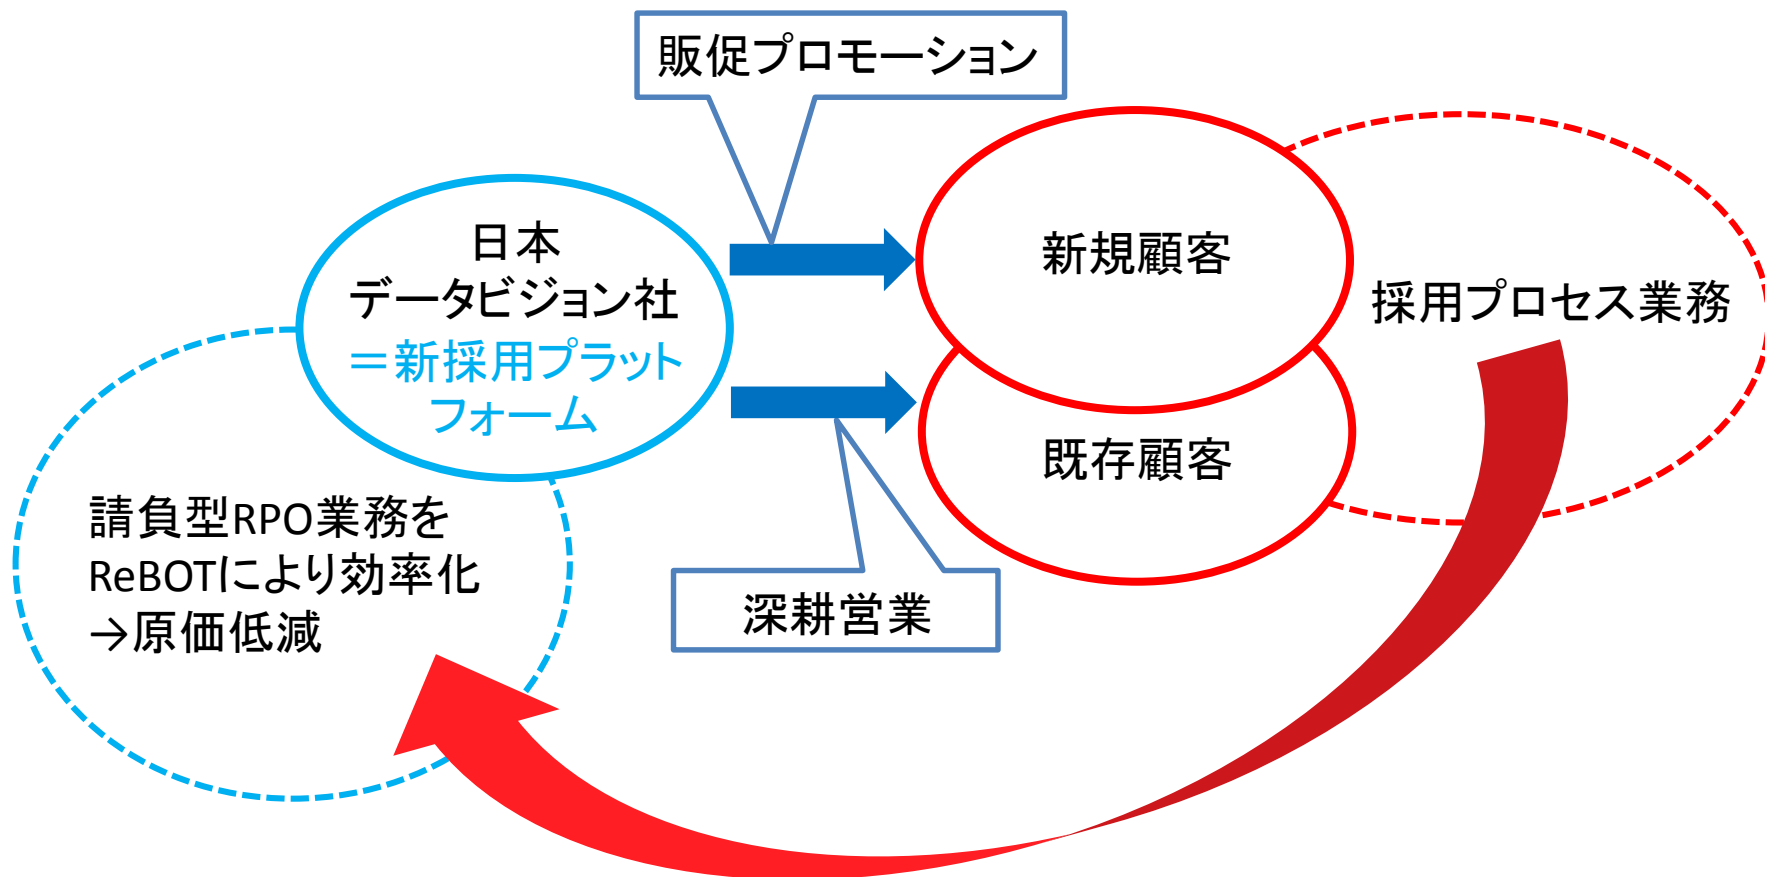 販促プロモーション
日本
データビジョン社
＝新採用プラット
フォーム
新規顧客
採用プロセス業務
既存顧客
請負型RPO業務を
ReBOTにより効率化
→原価低減
深耕営業